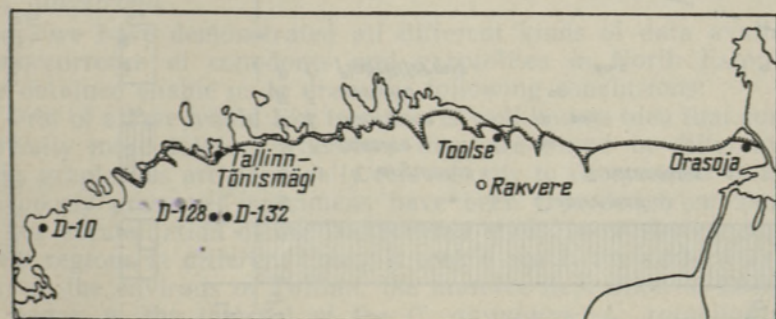 Tallinn-
Tõnismägi
Toolse
Orasoja
Rakvere
D-10
D-128
D-132